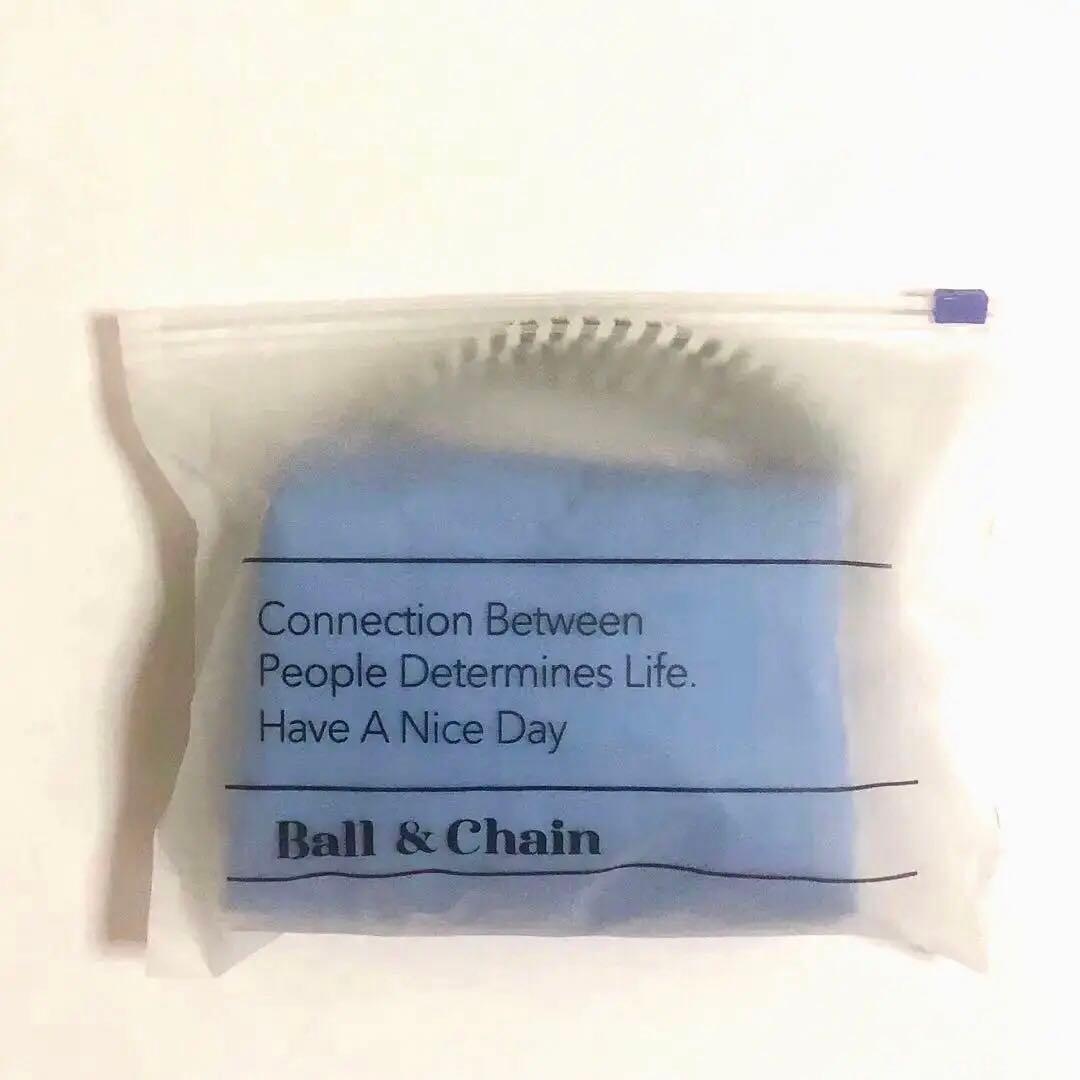 Connection Between
People Determines Life.
Have A Nice Day
Ball & Chain